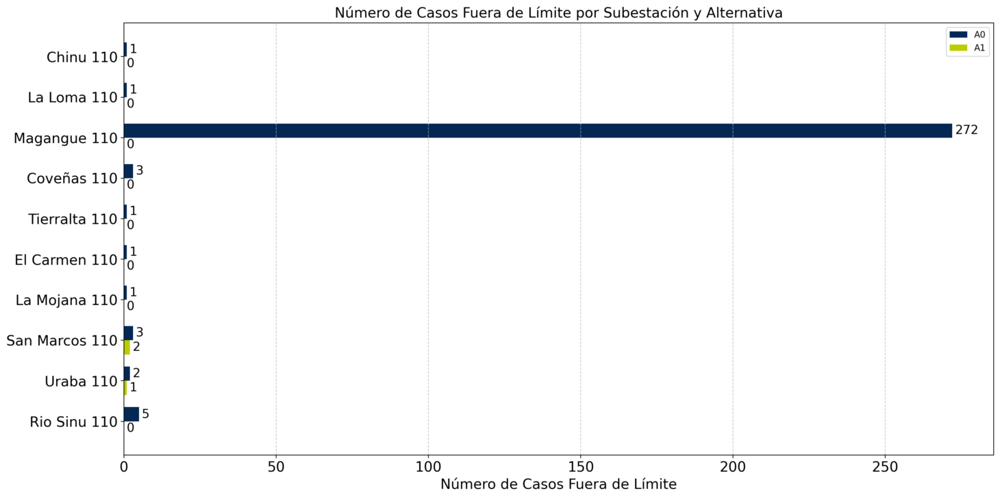 Número de Casos Fuera de Límite por Subestación y Alternativa
A0
A1
Chinu 110
1
0
La Loma 110
1
0
Magangue 110
272
0
Coveñas 110
3
0
Tierralta 110
1
0
El Carmen 110
1
0
La Mojana 110
1
0
San Marcos 110
3
2
Uraba 110
2
1
Rio Sinu 110
5
0
0 50 100 150 200 250
Número de Casos Fuera de Límite